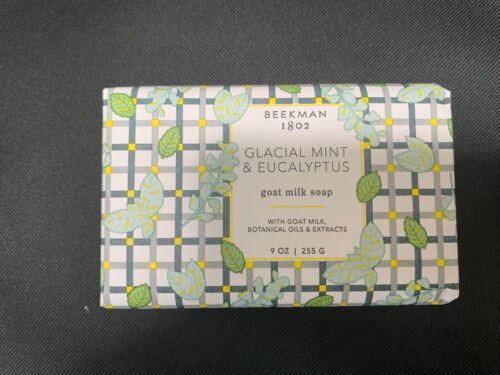 BEEKMAN
1802
GLACIAL MINT
& EUCALYPTUS
goat milk soap
WITH GOAT MILK,
BOTANICAL OILS & EXTRACTS
9 OZ | 255 G